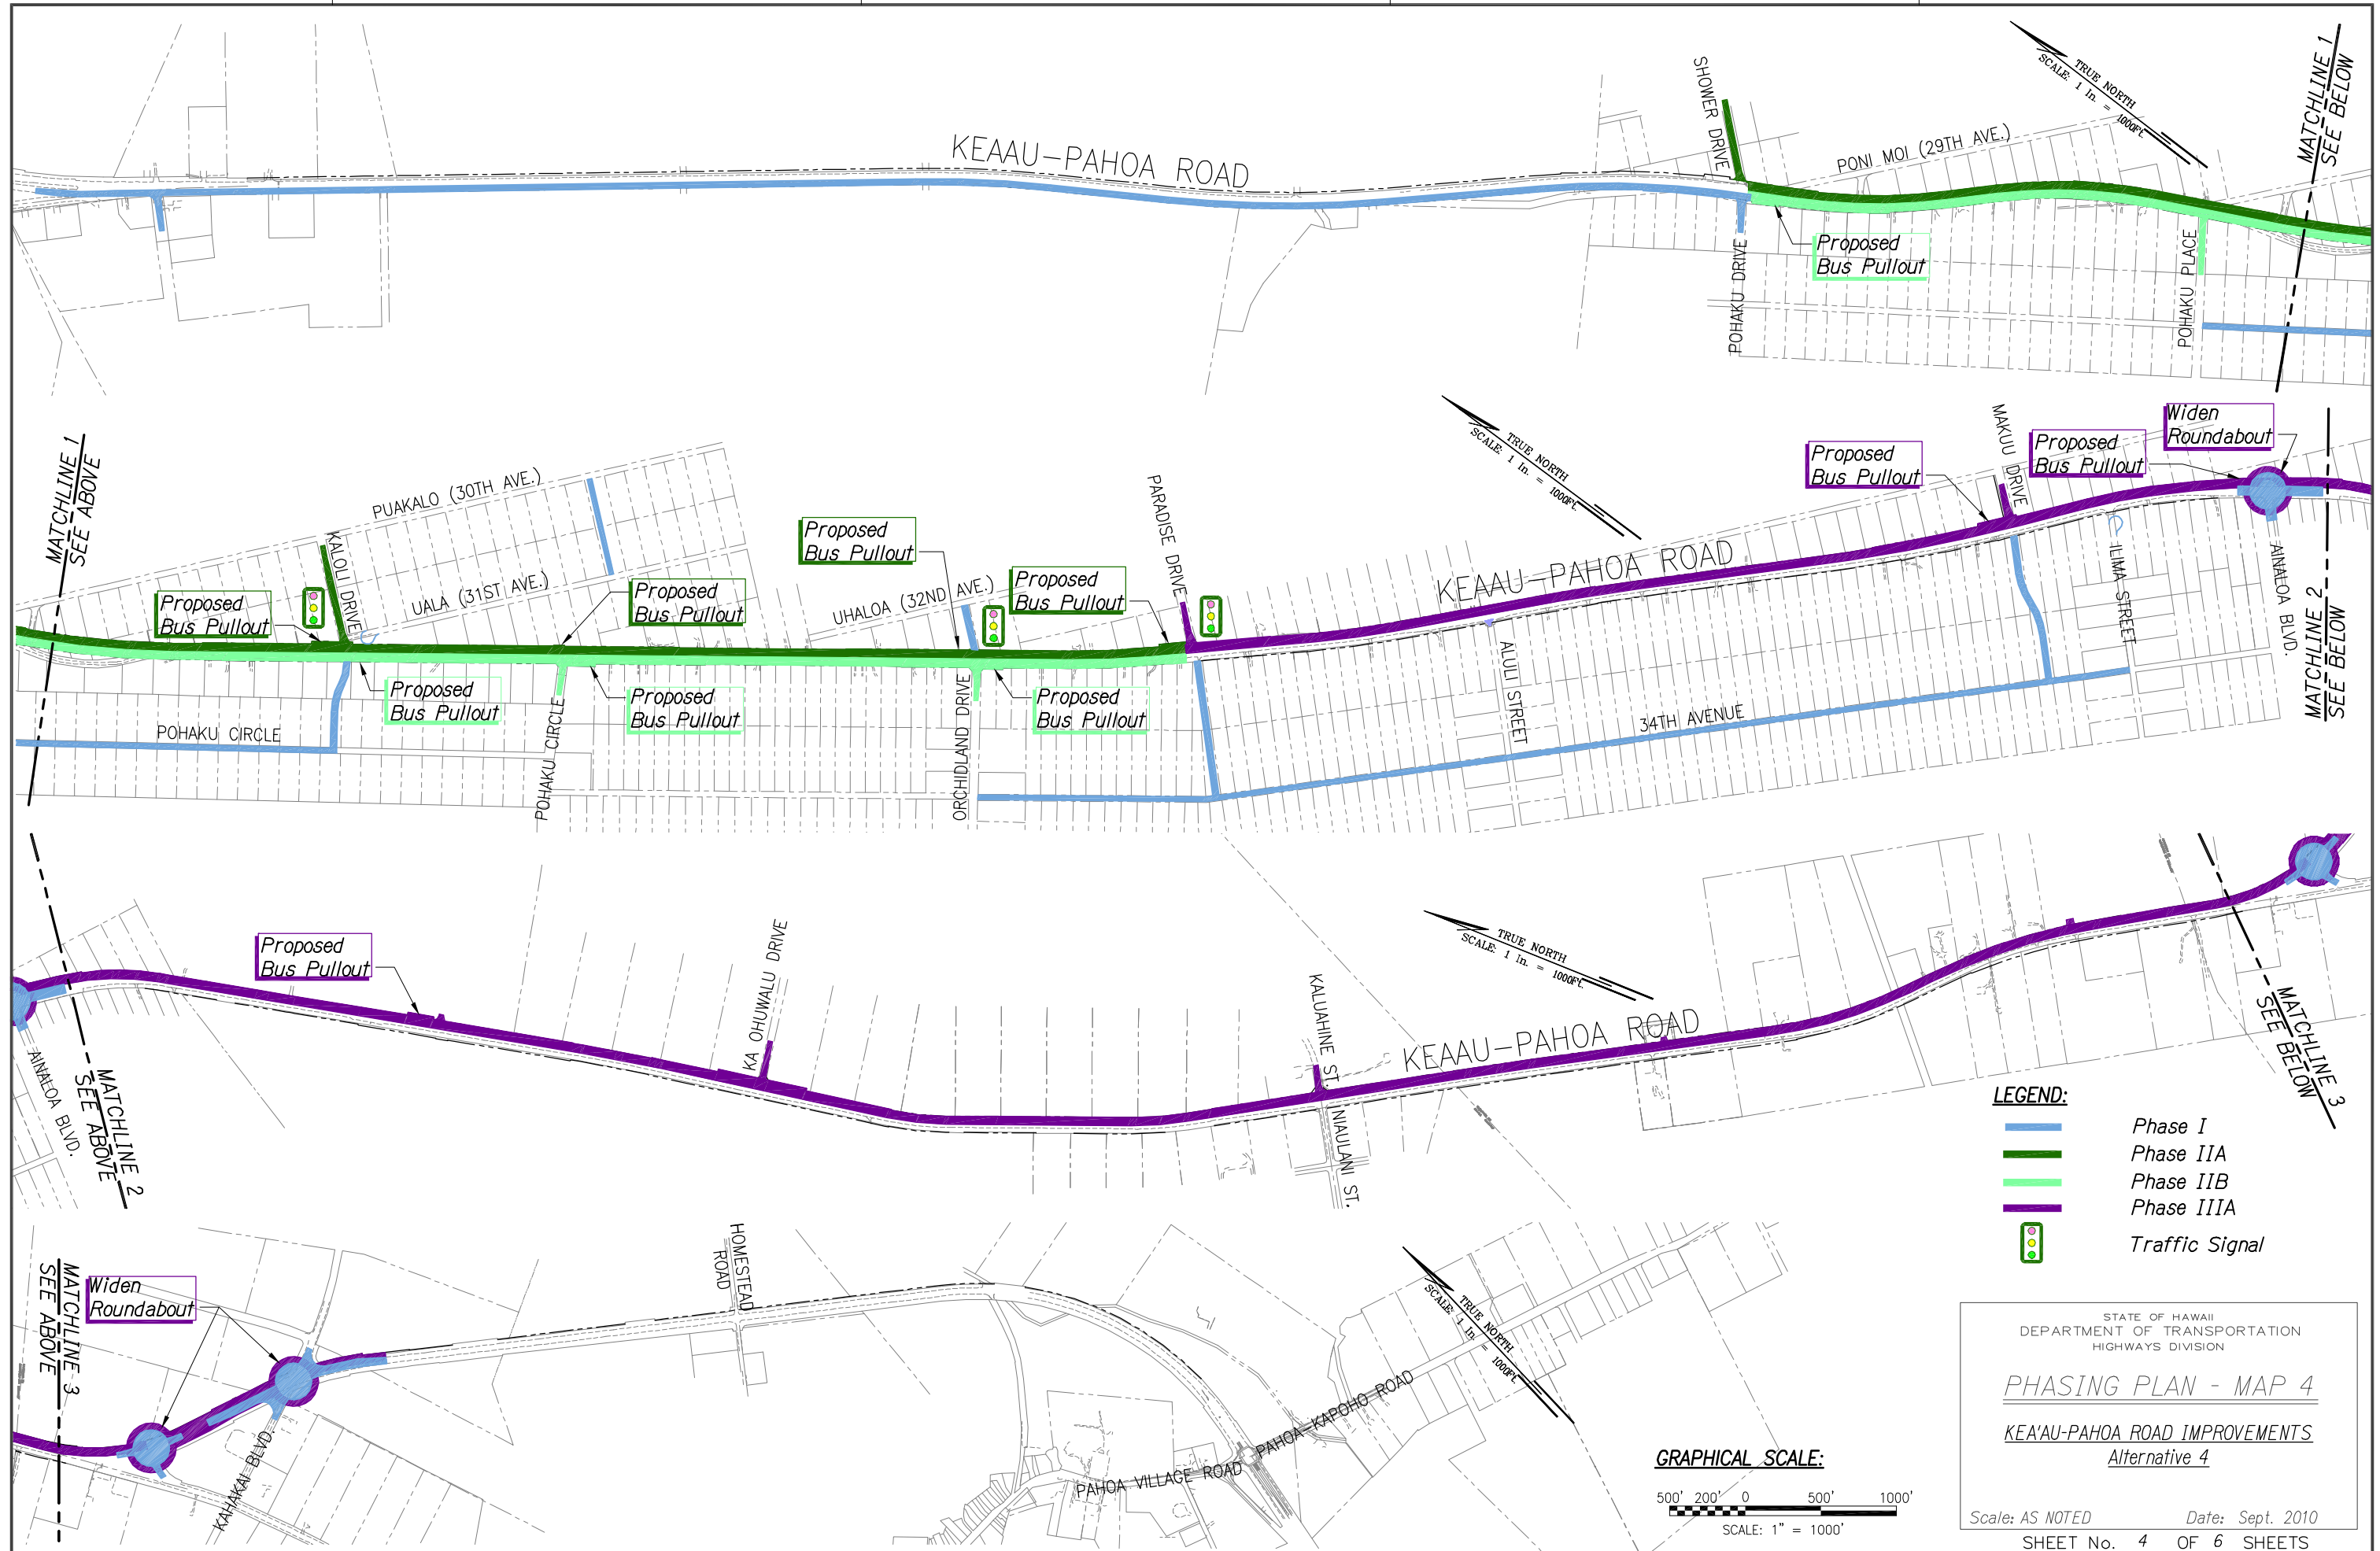 KEAAU-PAHOA ROAD
SHOWER DRIVE
TRUE NORTH
SCALE: 1 In. = 1000Ft.
MATCHLINE 1
SEE BELOW
PONI MOI (29TH AVE.)
Proposed
Bus Pullout
POHAKU DRIVE
POHAKU PLACE
MATCHLINE 1
SEE ABOVE
PUAKALO (30TH AVE.)
KALOLI DRIVE
UALA (31ST AVE.)
Proposed
Bus Pullout
Proposed
Bus Pullout
Proposed
Bus Pullout
UHALOA (32ND AVE.)
Proposed
Bus Pullout
PARADISE DRIVE
TRUE NORTH
SCALE: 1 In. = 1000Ft.
KEAAU-PAHOA ROAD
Proposed
Bus Pullout
MAKUU DRIVE
Proposed
Bus Pullout
Widen
Roundabout
Proposed
Bus Pullout
Proposed
Bus Pullout
Proposed
Bus Pullout
POHAKU CIRCLE
POHAKU CIRCLE
ORCHIDLAND DRIVE
ALULI STREET
34TH AVENUE
ILIMA STREET
AINALOA BLVD.
MATCHLINE 2
SEE BELOW
Proposed
Bus Pullout
AINALOA BLVD.
MATCHLINE 2
SEE ABOVE
KA OHUWALU DRIVE
KALUAHINE ST.
NIAULANI ST.
TRUE NORTH
SCALE: 1 In. = 1000Ft.
KEAAU-PAHOA ROAD
MATCHLINE 3
SEE BELOW
LEGEND:
Phase I
Phase IIA
Phase IIB
Phase IIIA
Traffic Signal
MATCHLINE 3
SEE ABOVE
Widen
Roundabout
KAHAKAI BLVD.
HOMESTEAD
ROAD
TRUE NORTH
SCALE: 1 In. = 1000Ft.
PAHOA-KAPOHO ROAD
PAHOA VILLAGE ROAD
GRAPHICAL SCALE:
500' 200' 0 500' 1000'
SCALE: 1" = 1000'
STATE OF HAWAII
DEPARTMENT OF TRANSPORTATION
HIGHWAYS DIVISION
PHASING PLAN - MAP 4
KEA'AU-PAHOA ROAD IMPROVEMENTS
Alternative 4
Scale: AS NOTED Date: Sept. 2010
SHEET No. 4 OF 6 SHEETS